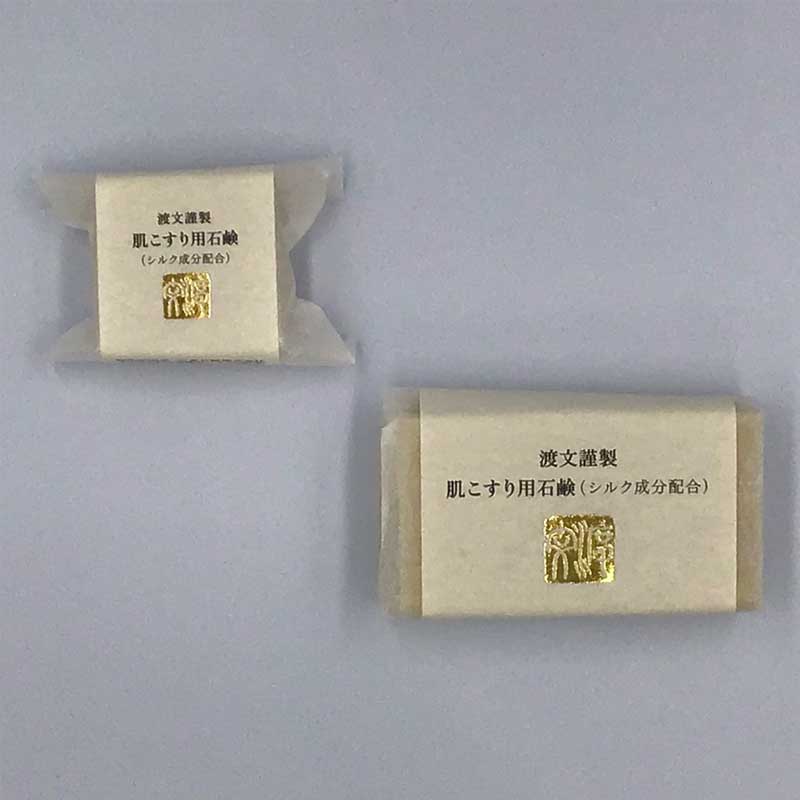 渡文謹製
肌こすり用石鹸
(シルク成分配合)
渡文謹製
肌こすり用石鹸(シルク成分配合)